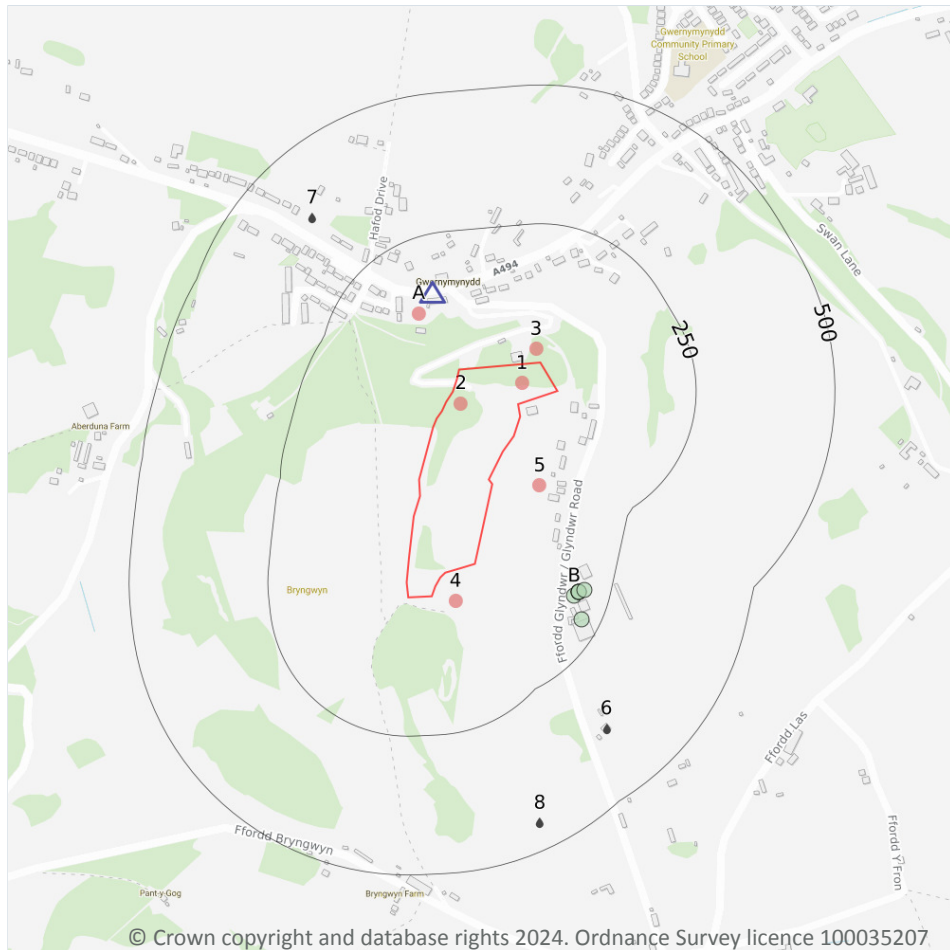 Gwernymynydd
Community Primary
School
7
Hafod Drive
Swan Lane
A494
Gwernymynydd
A
3
250
500
1
2
Aberduna Farm
5
Ffordd Glyndwr / Glyndwr Road
B
Bryngwyn
4
6
Ffordd Las
8
Ffordd Bryngwyn
Ffordd Y Fron
Pant-y-Gog
Bryngwyn Farm
© Crown copyright and database rights 2024. Ordnance Survey licence 100035207